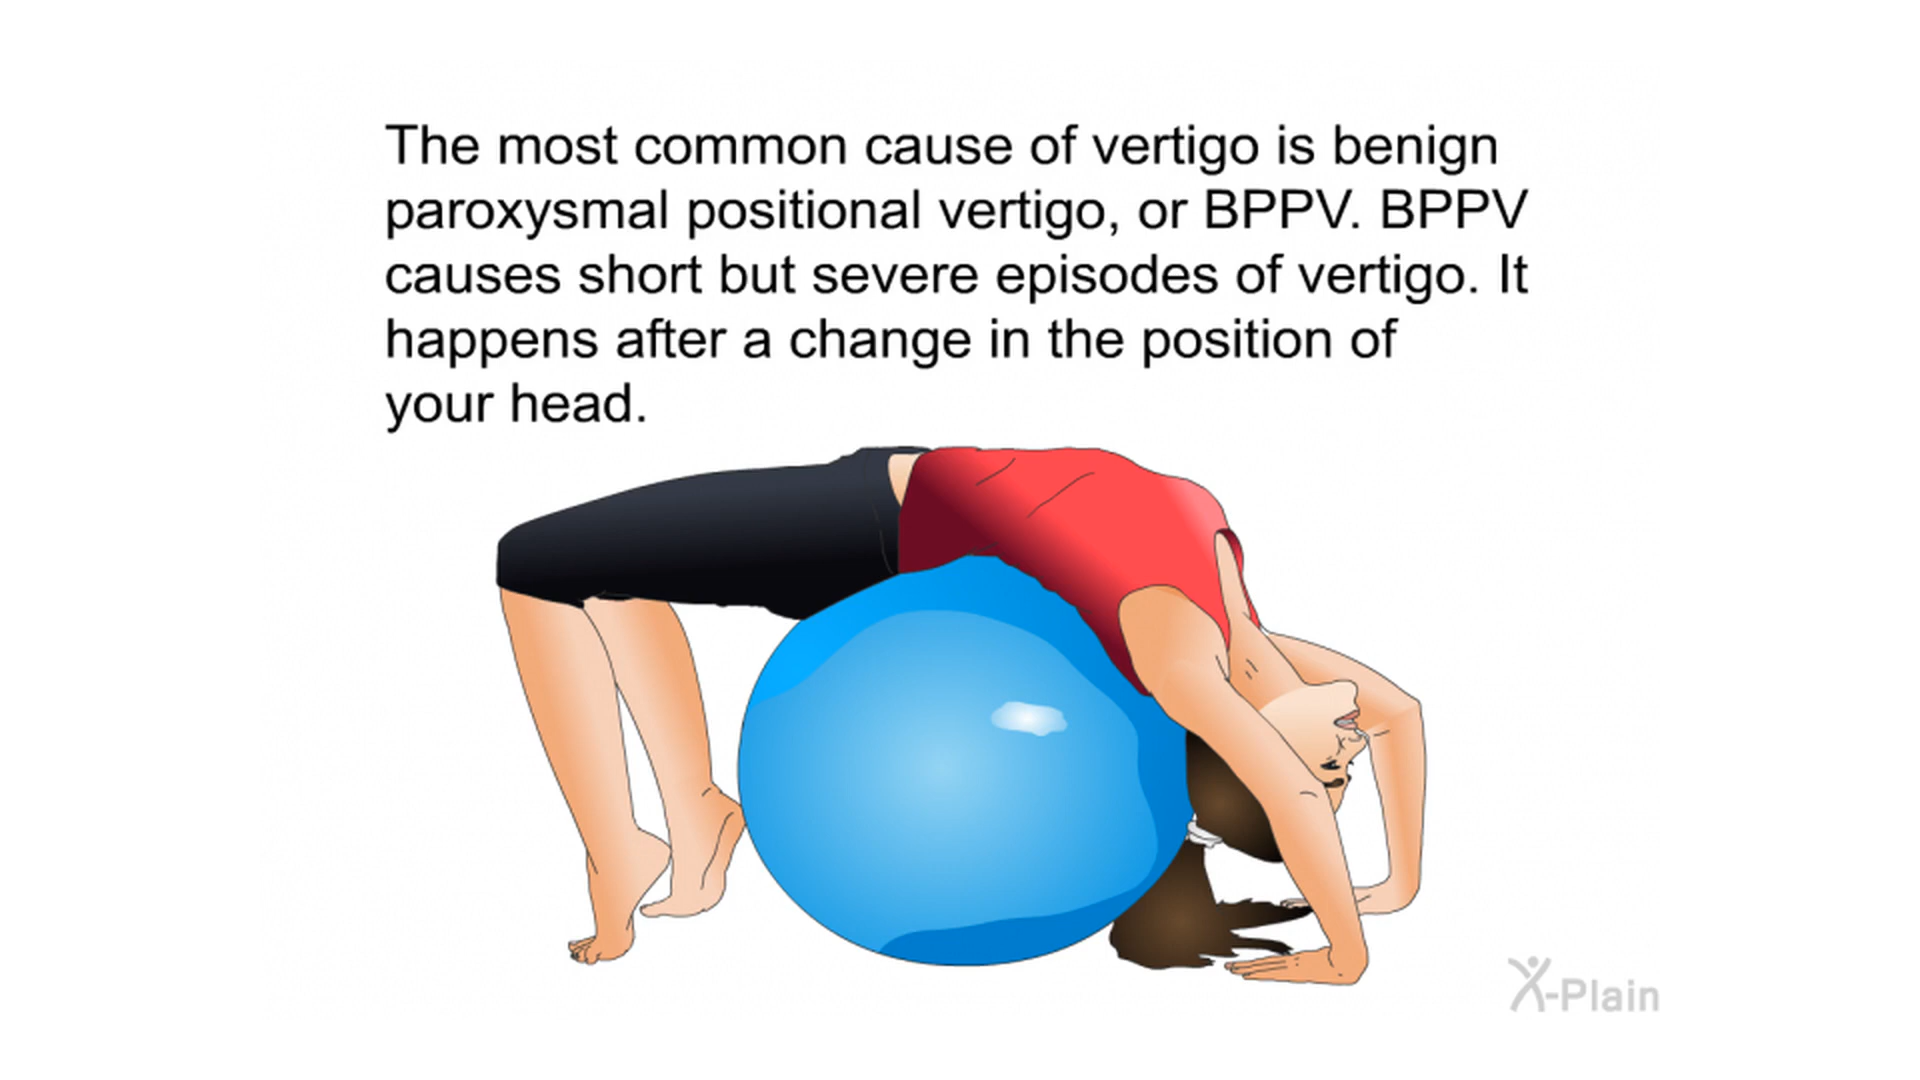 The most common cause of vertigo is benign
paroxysmal positional vertigo, or BPPV. BPPV
causes short but severe episodes of vertigo. It
happens after a change in the position of
your head.
X-Plain